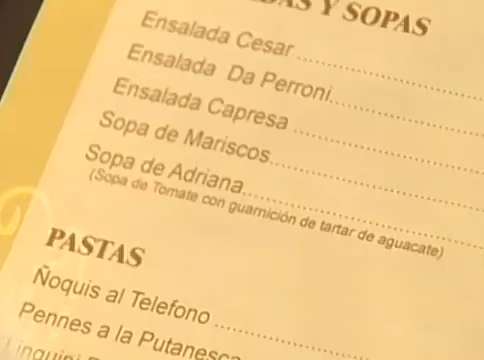 Y SOPAS
Ensalada Cesar
Ensalada Da Perroni
Ensalada Capresa
Sopa de Mariscos
Sopa de Adriana
(Sopa de Tomate con guarnición de tartar de aguacate)
PASTAS
Ñoquis al Telefono
Pennes a la Putanesca